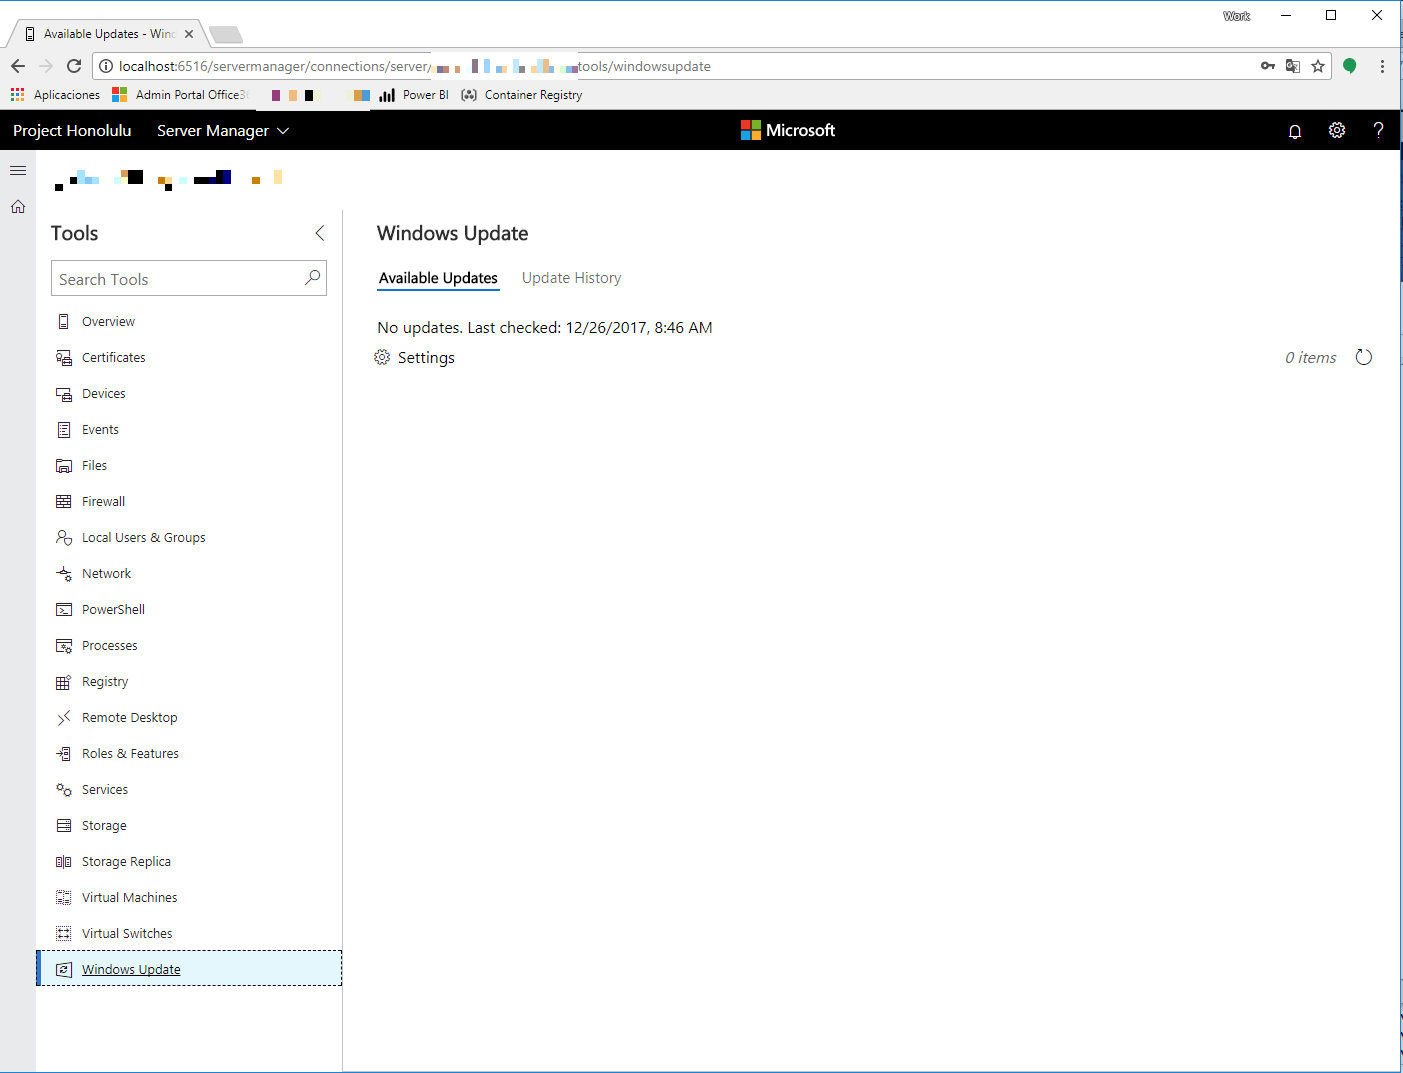 Work
Available Updates - Win
localhost:6516/servermanager/connections/server/ tools/windowsupdate
Aplicaciones Admin Portal Office3 Power BI Container Registry
Project Honolulu Server Manager Microsoft ?
Tools
Search Tools
Overview
Certificates
Devices
Events
Files
Firewall
Local Users & Groups
Network
PowerShell
Processes
Registry
Remote Desktop
Roles & Features
Services
Storage
Storage Replica
Virtual Machines
Virtual Switches
Windows Update
Windows Update
Available Updates Update History
No updates. Last checked: 12/26/2017, 8:46 AM
Settings 0 items